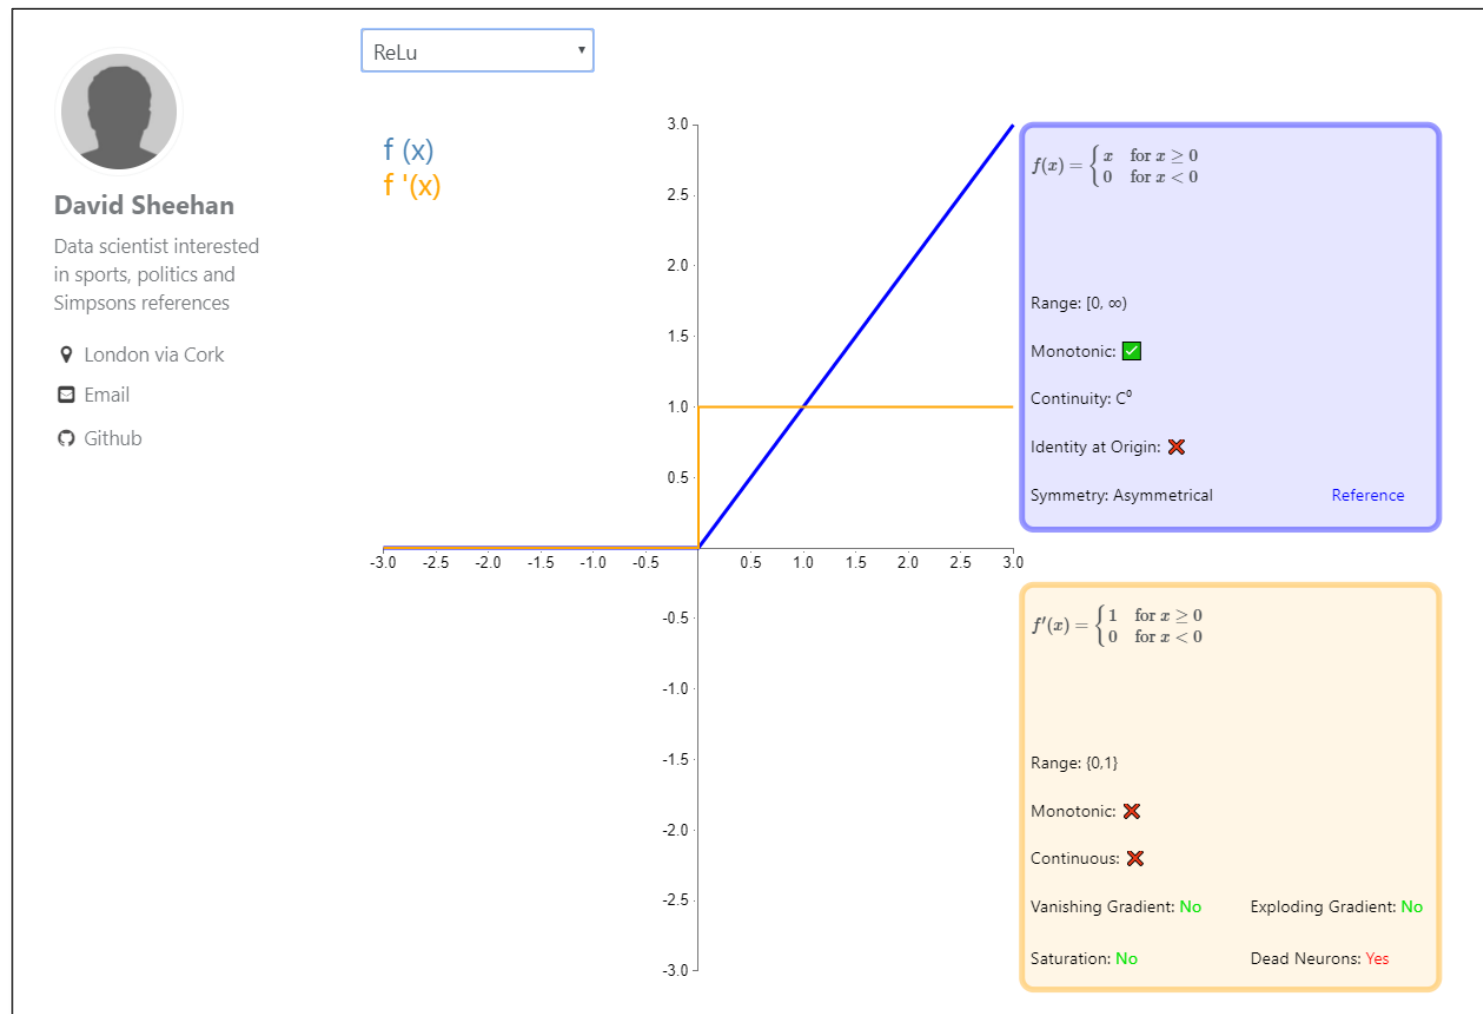 ReLu
David Sheehan
Data scientist interested
in sports, politics and
Simpsons references
London via Cork
Email
Github
f (x)
f '(x)
3.0
2.5
2.0
1.5
1.0
0.5
-3.0 -2.5 -2.0 -1.5 -1.0 -0.5 0.5 1.0 1.5 2.0 2.5 3.0
-0.5
-1.0
-1.5
-2.0
-2.5
-3.0
f(x) = { x for x ≥ 0
0 for x < 0
Range: [0, ∞)
Monotonic: ✅
Continuity: C⁰
Identity at Origin: ❌
Symmetry: Asymmetrical Reference
f′(x) = { 1 for x ≥ 0
0 for x < 0
Range: {0,1}
Monotonic: ❌
Continuous: ❌
Vanishing Gradient: No Exploding Gradient: No
Saturation: No Dead Neurons: Yes